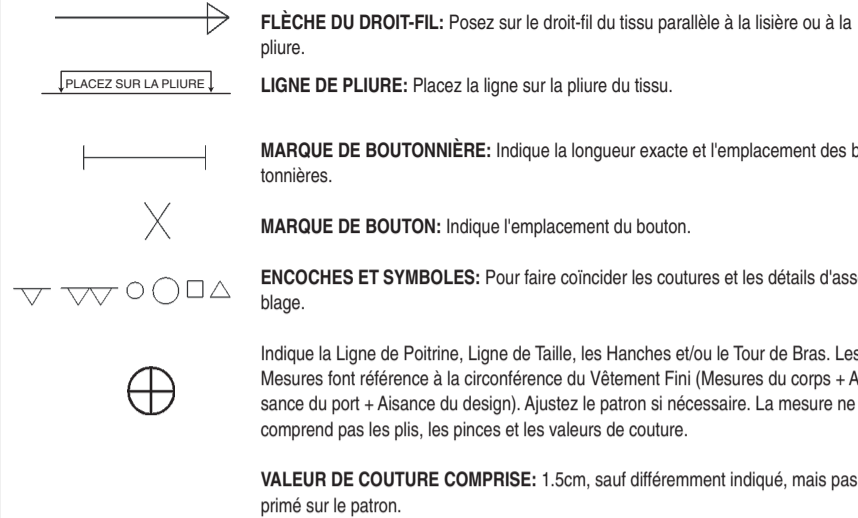 FLÈCHE DU DROIT-FIL: Posez sur le droit-fil du tissu parallèle à la lisière ou à la
pliure.
PLACEZ SUR LA PLIURE
LIGNE DE PLIURE: Placez la ligne sur la pliure du tissu.
MARQUE DE BOUTONNIÈRE: Indique la longueur exacte et l'emplacement des
tonnières.
MARQUE DE BOUTON: Indique l'emplacement du bouton.
ENCOCHES ET SYMBOLES: Pour faire coïncider les coutures et les détails
blage.
Indique la Ligne de Poitrine, Ligne de Taille, les Hanches et/ou le Tour de Bras. Les
Mesures font référence à la circonférence du Vêtement Fini (Mesures du corps +
sance du port + Aisance du design). Ajustez le patron si nécessaire. La mesure ne
comprend pas les plis, les pinces et les valeurs de couture.
VALEUR DE COUTURE COMPRISE: 1.5cm, sauf différemment indiqué, mais pas
primé sur le patron.